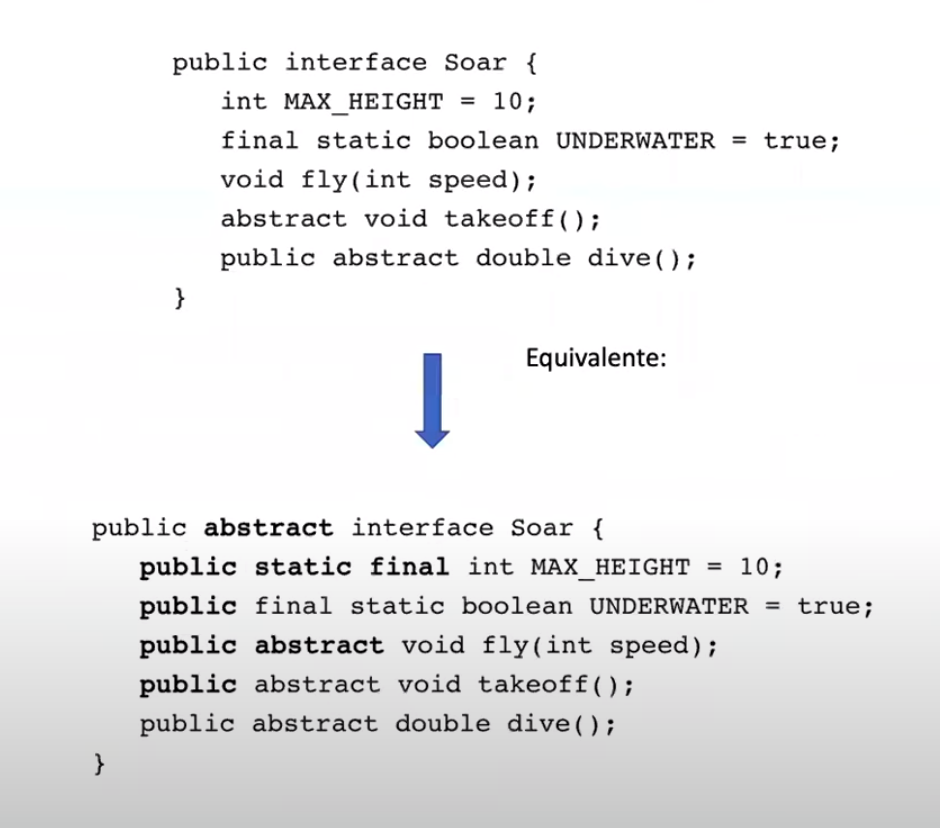 public interface Soar {
int MAX_HEIGHT = 10;
final static boolean UNDERWATER = true;
void fly(int speed);
abstract void takeoff();
public abstract double dive();
}
Equivalente:
public abstract interface Soar {
public static final int MAX_HEIGHT = 10;
public final static boolean UNDERWATER = true;
public abstract void fly(int speed);
public abstract void takeoff();
public abstract double dive();
}